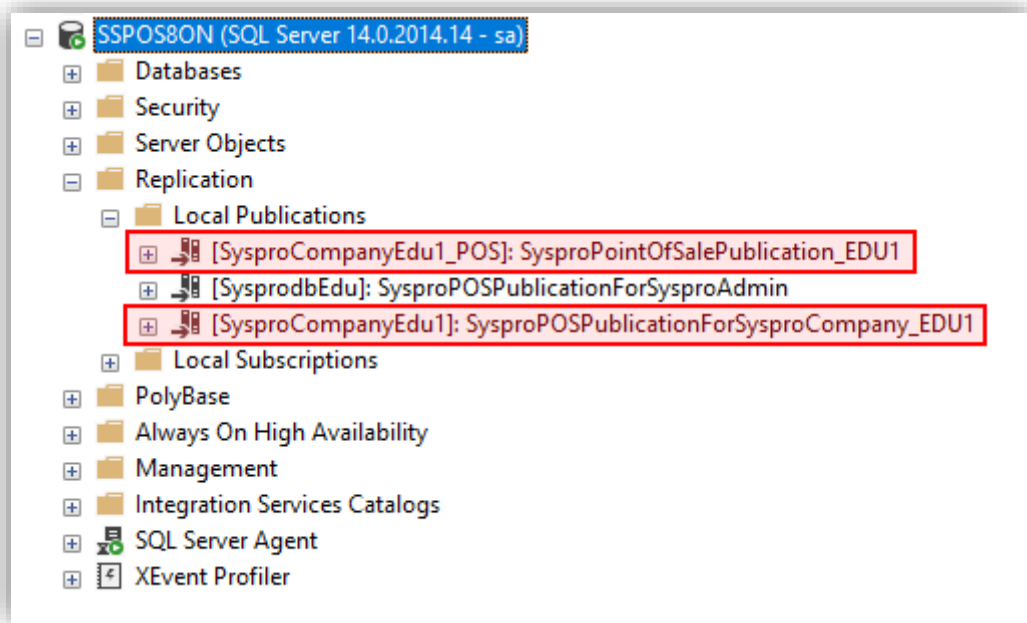 SSPOS8ON (SQL Server 14.0.2014.14 - sa)
Databases
Security
Server Objects
Replication
Local Publications
[SysproCompanyEdu1_POS]: SysproPointOfSalePublication_EDU1
[SysprodbEdu]: SysproPOSPublicationForSysproAdmin
[SysproCompanyEdu1]: SysproPOSPublicationForSysproCompany_EDU1
Local Subscriptions
PolyBase
Always On High Availability
Management
Integration Services Catalogs
SQL Server Agent
XEvent Profiler